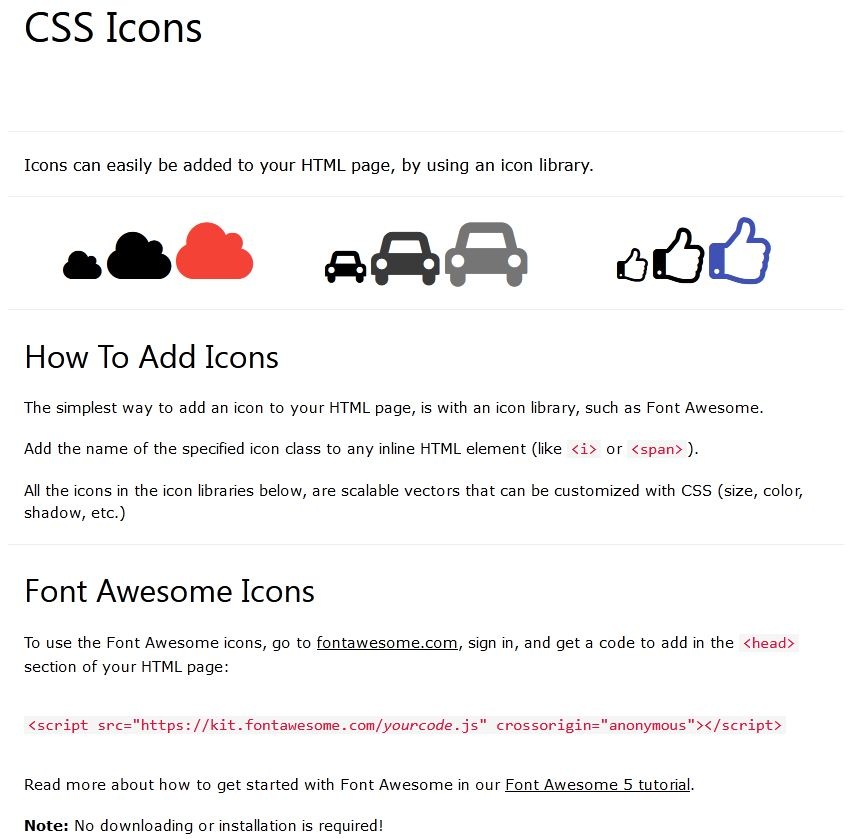 CSS Icons
Icons can easily be added to your HTML page, by using an icon library.
How To Add Icons
The simplest way to add an icon to your HTML page, is with an icon library, such as Font Awesome.
Add the name of the specified icon class to any inline HTML element (like <i> or <span>).
All the icons in the icon libraries below, are scalable vectors that can be customized with CSS (size, color,
shadow, etc.)
Font Awesome Icons
To use the Font Awesome icons, go to fontawesome.com, sign in, and get a code to add in the <head>
section of your HTML page:
<script src="https://kit.fontawesome.com/yourcode.js" crossorigin="anonymous"></script>
Read more about how to get started with Font Awesome in our Font Awesome 5 tutorial.
Note: No downloading or installation is required!